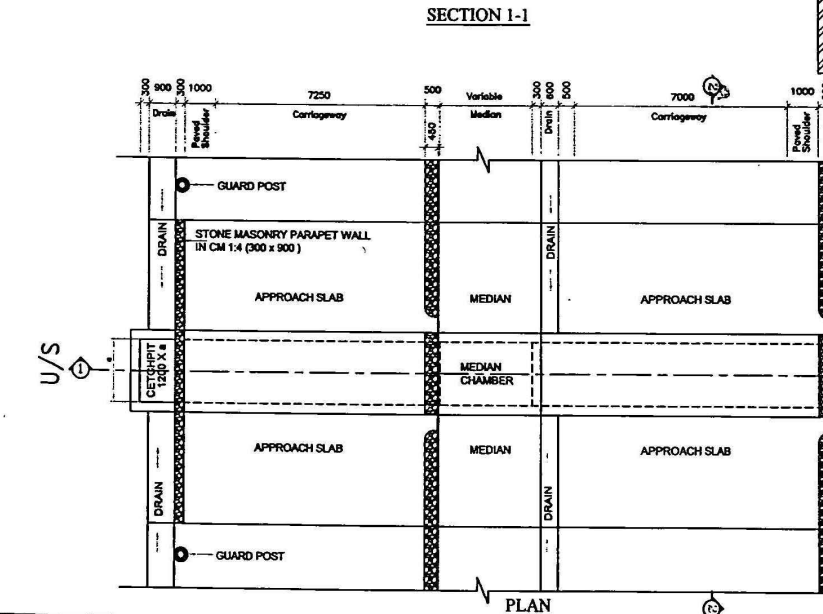 SECTION 1-1
300 900 300 1000 7250 500 Variable 300 600 500 7000 1000
Drain Paved Shoulder Carriageway 450 Median Drain Carriageway Paved Shoulder
2
GUARD POST
DRAIN
STONE MASONRY PARAPET WALL
IN CM 1:4 (300 x 900 )
DRAIN
APPROACH SLAB
MEDIAN
APPROACH SLAB
U/S
1
a
CETCHPIT
1200 X a
MEDIAN
CHAMBER
APPROACH SLAB
MEDIAN
APPROACH SLAB
DRAIN
DRAIN
GUARD POST
PLAN
2